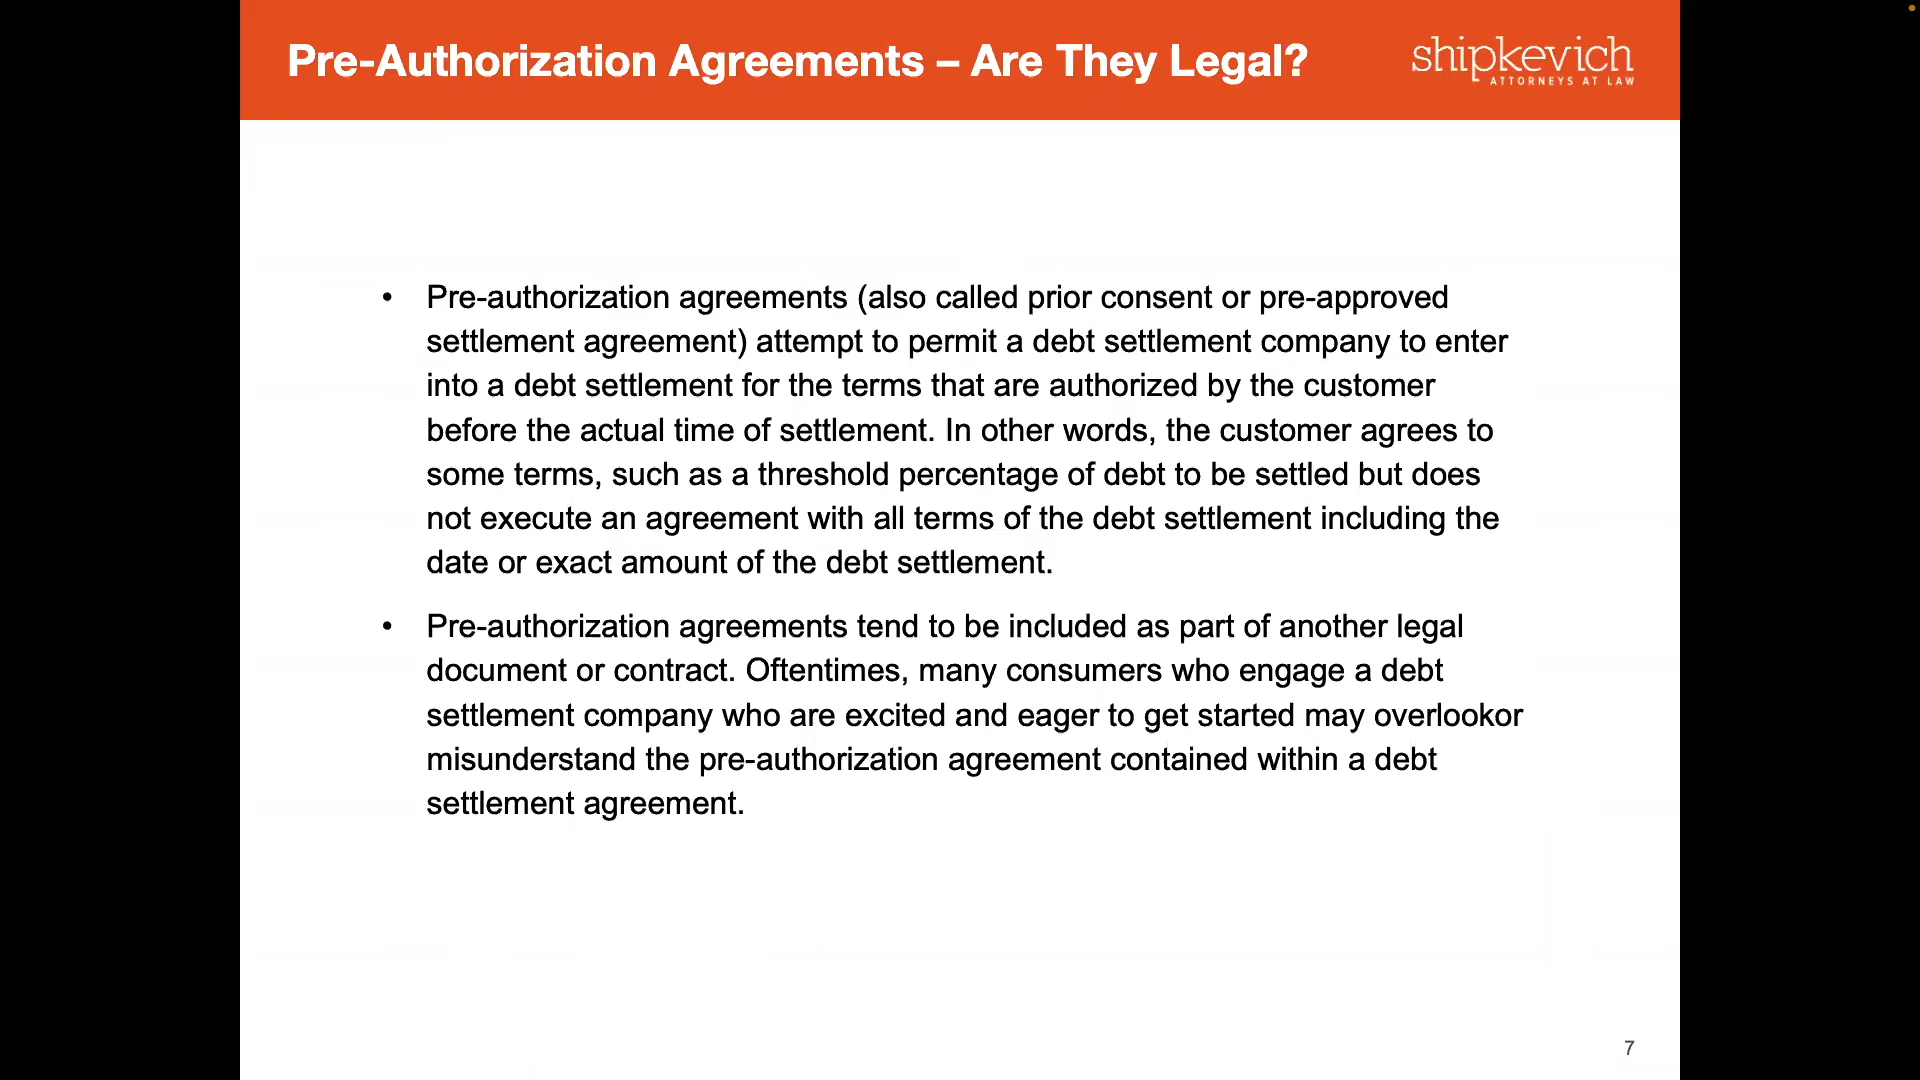 Pre-Authorization Agreements – Are They Legal?
shipkevich
ATTORNEYS AT LAW
• Pre-authorization agreements (also called prior consent or pre-approved
settlement agreement) attempt to permit a debt settlement company to enter
into a debt settlement for the terms that are authorized by the customer
before the actual time of settlement. In other words, the customer agrees to
some terms, such as a threshold percentage of debt to be settled but does
not execute an agreement with all terms of the debt settlement including the
date or exact amount of the debt settlement.
• Pre-authorization agreements tend to be included as part of another legal
document or contract. Oftentimes, many consumers who engage a debt
settlement company who are excited and eager to get started may overlookor
misunderstand the pre-authorization agreement contained within a debt
settlement agreement.
7